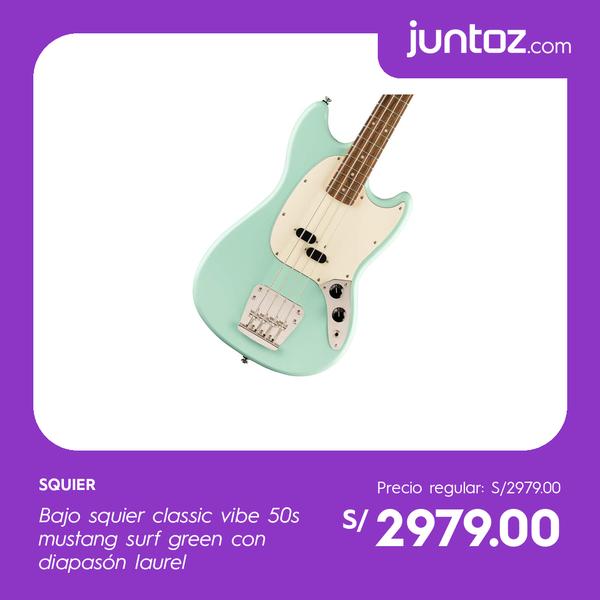 juntoz.com
SQUIER
Bajo squier classic vibe 50s
mustang surf green con
diapasón laurel
Precio regular: S/2979.00
S/ 2979.00